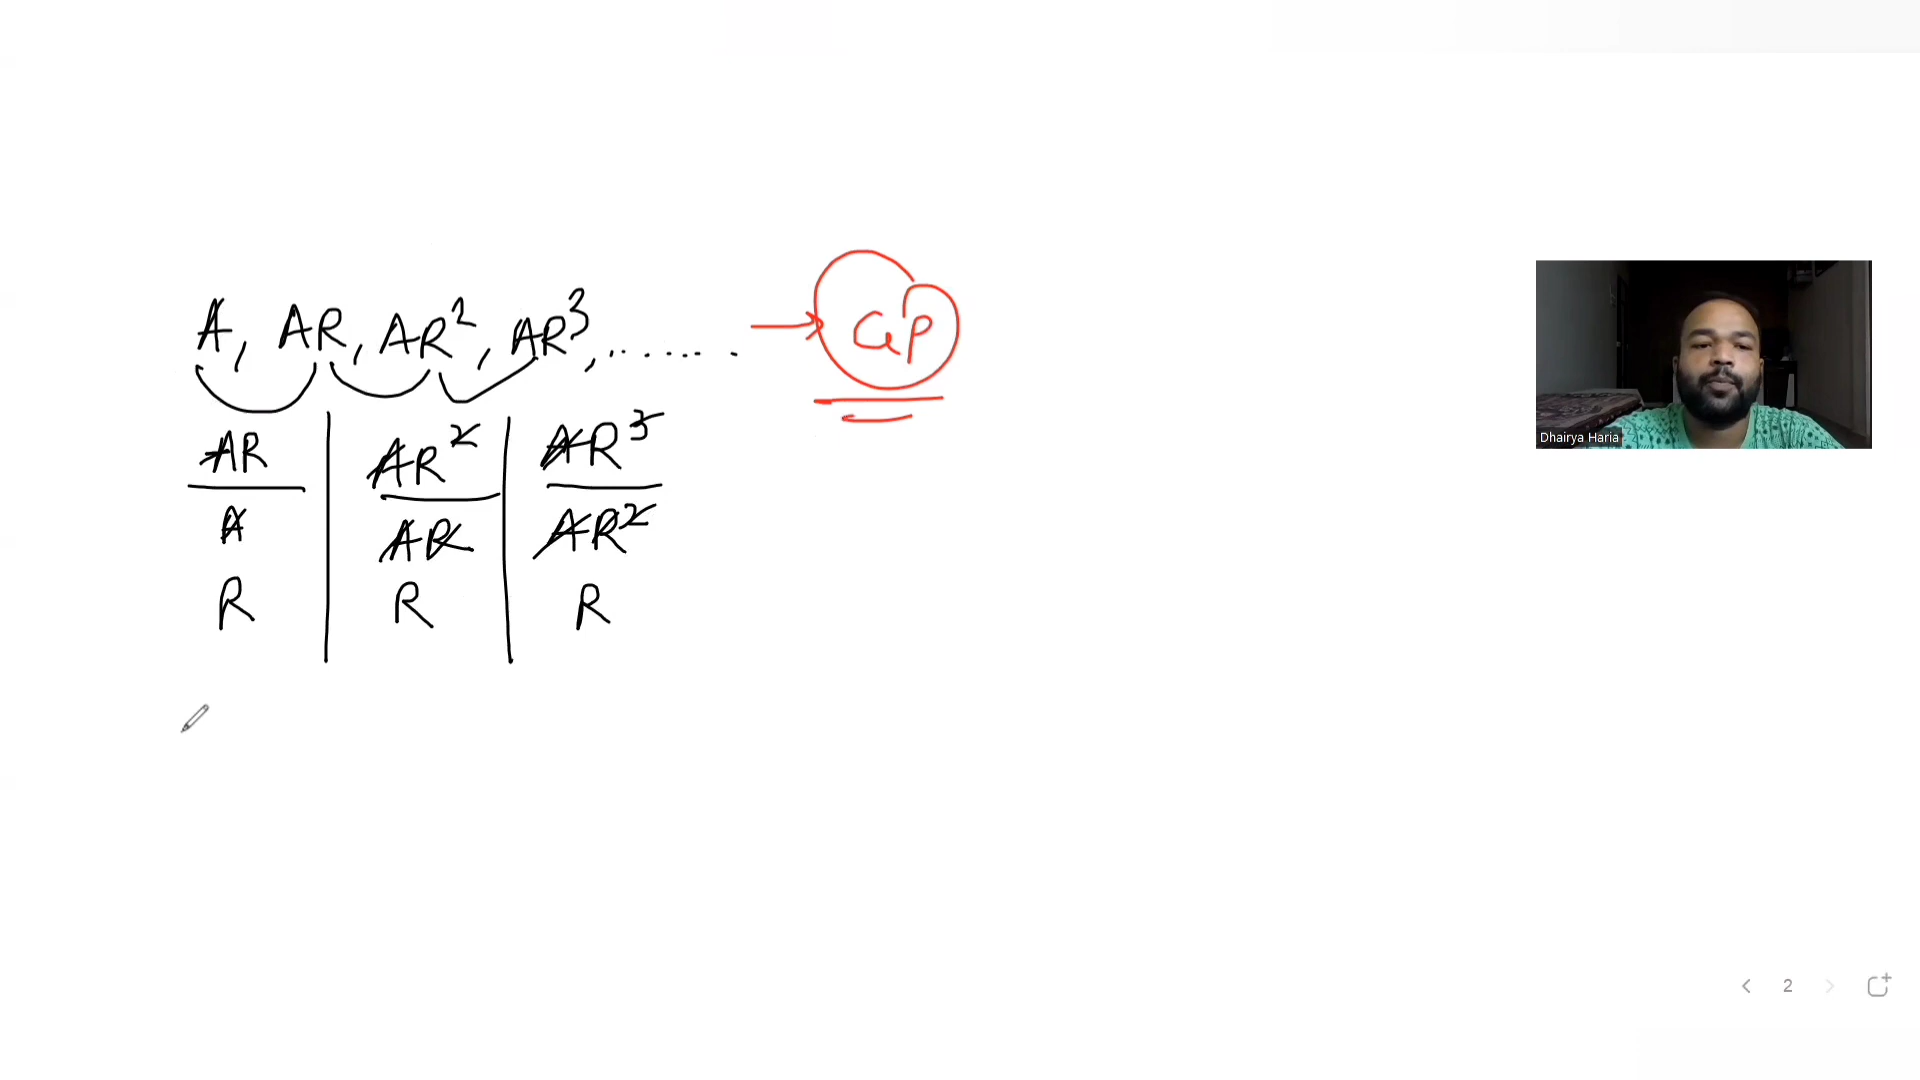 A, AR, AR², AR³, ....... → GP
AR | AR² | AR³
A | AR | AR²
R | R | R
Dhairya Haria
2